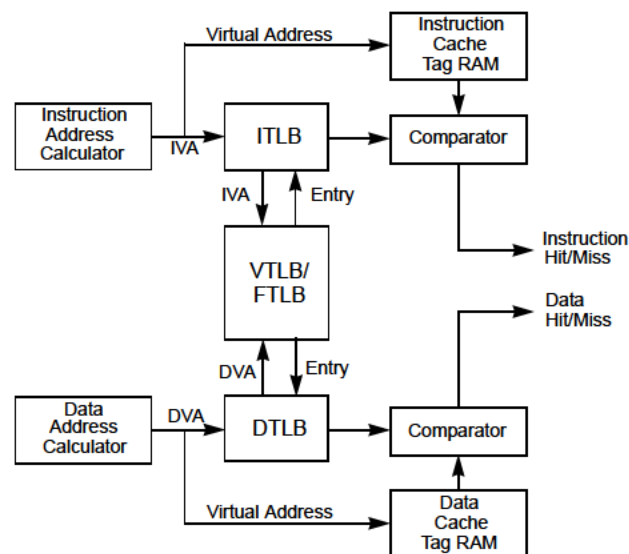 Virtual Address
Instruction
Cache
Tag RAM
Instruction
Address
Calculator
IVA
ITLB
Comparator
IVA
Entry
VTLB/
FTLB
Instruction
Hit/Miss
Data
Hit/Miss
DVA
Entry
Data
Address
Calculator
DVA
DTLB
Comparator
Virtual Address
Data
Cache
Tag RAM